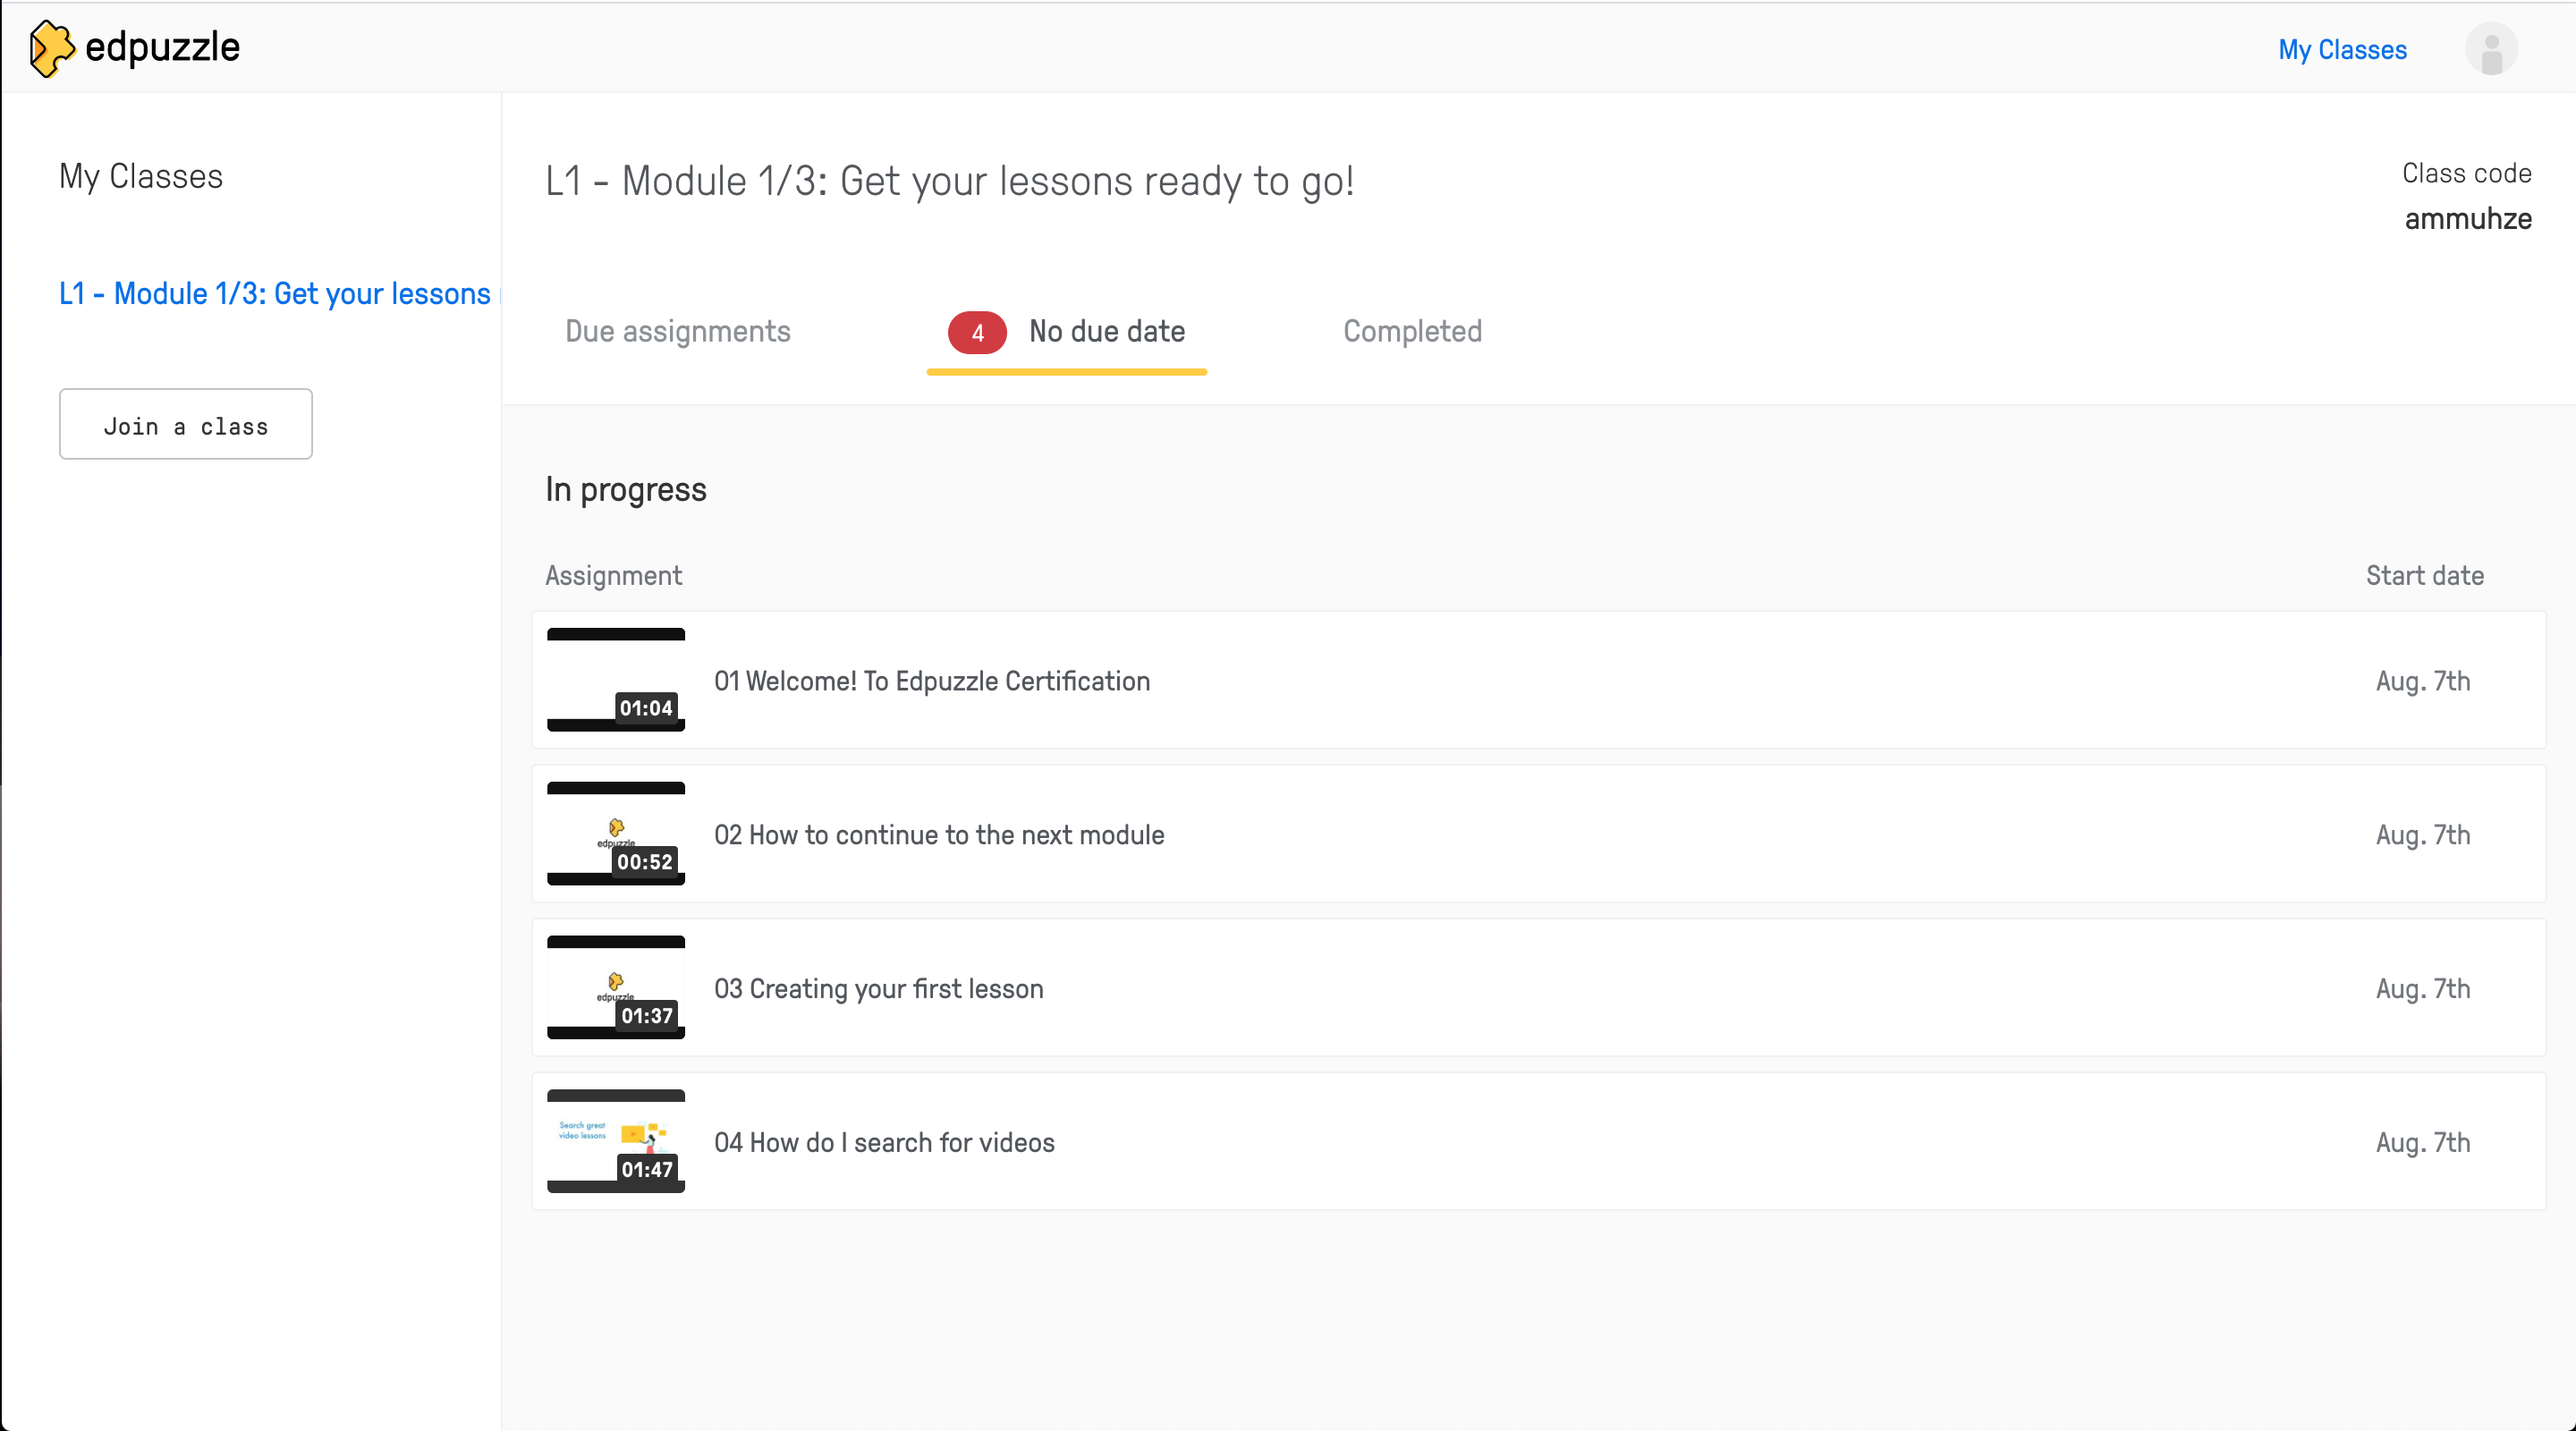 edpuzzle
My Classes
My Classes
L1 - Module 1/3: Get your lessons
Join a class
L1 - Module 1/3: Get your lessons ready to go!
Class code
ammuhze
Due assignments
4 No due date
Completed
In progress
Assignment Start date
01:04
01 Welcome! To Edpuzzle Certification Aug. 7th
edpuzzle
00:52
02 How to continue to the next module Aug. 7th
edpuzzle
01:37
03 Creating your first lesson Aug. 7th
Search great
video lessons
01:47
04 How do I search for videos Aug. 7th